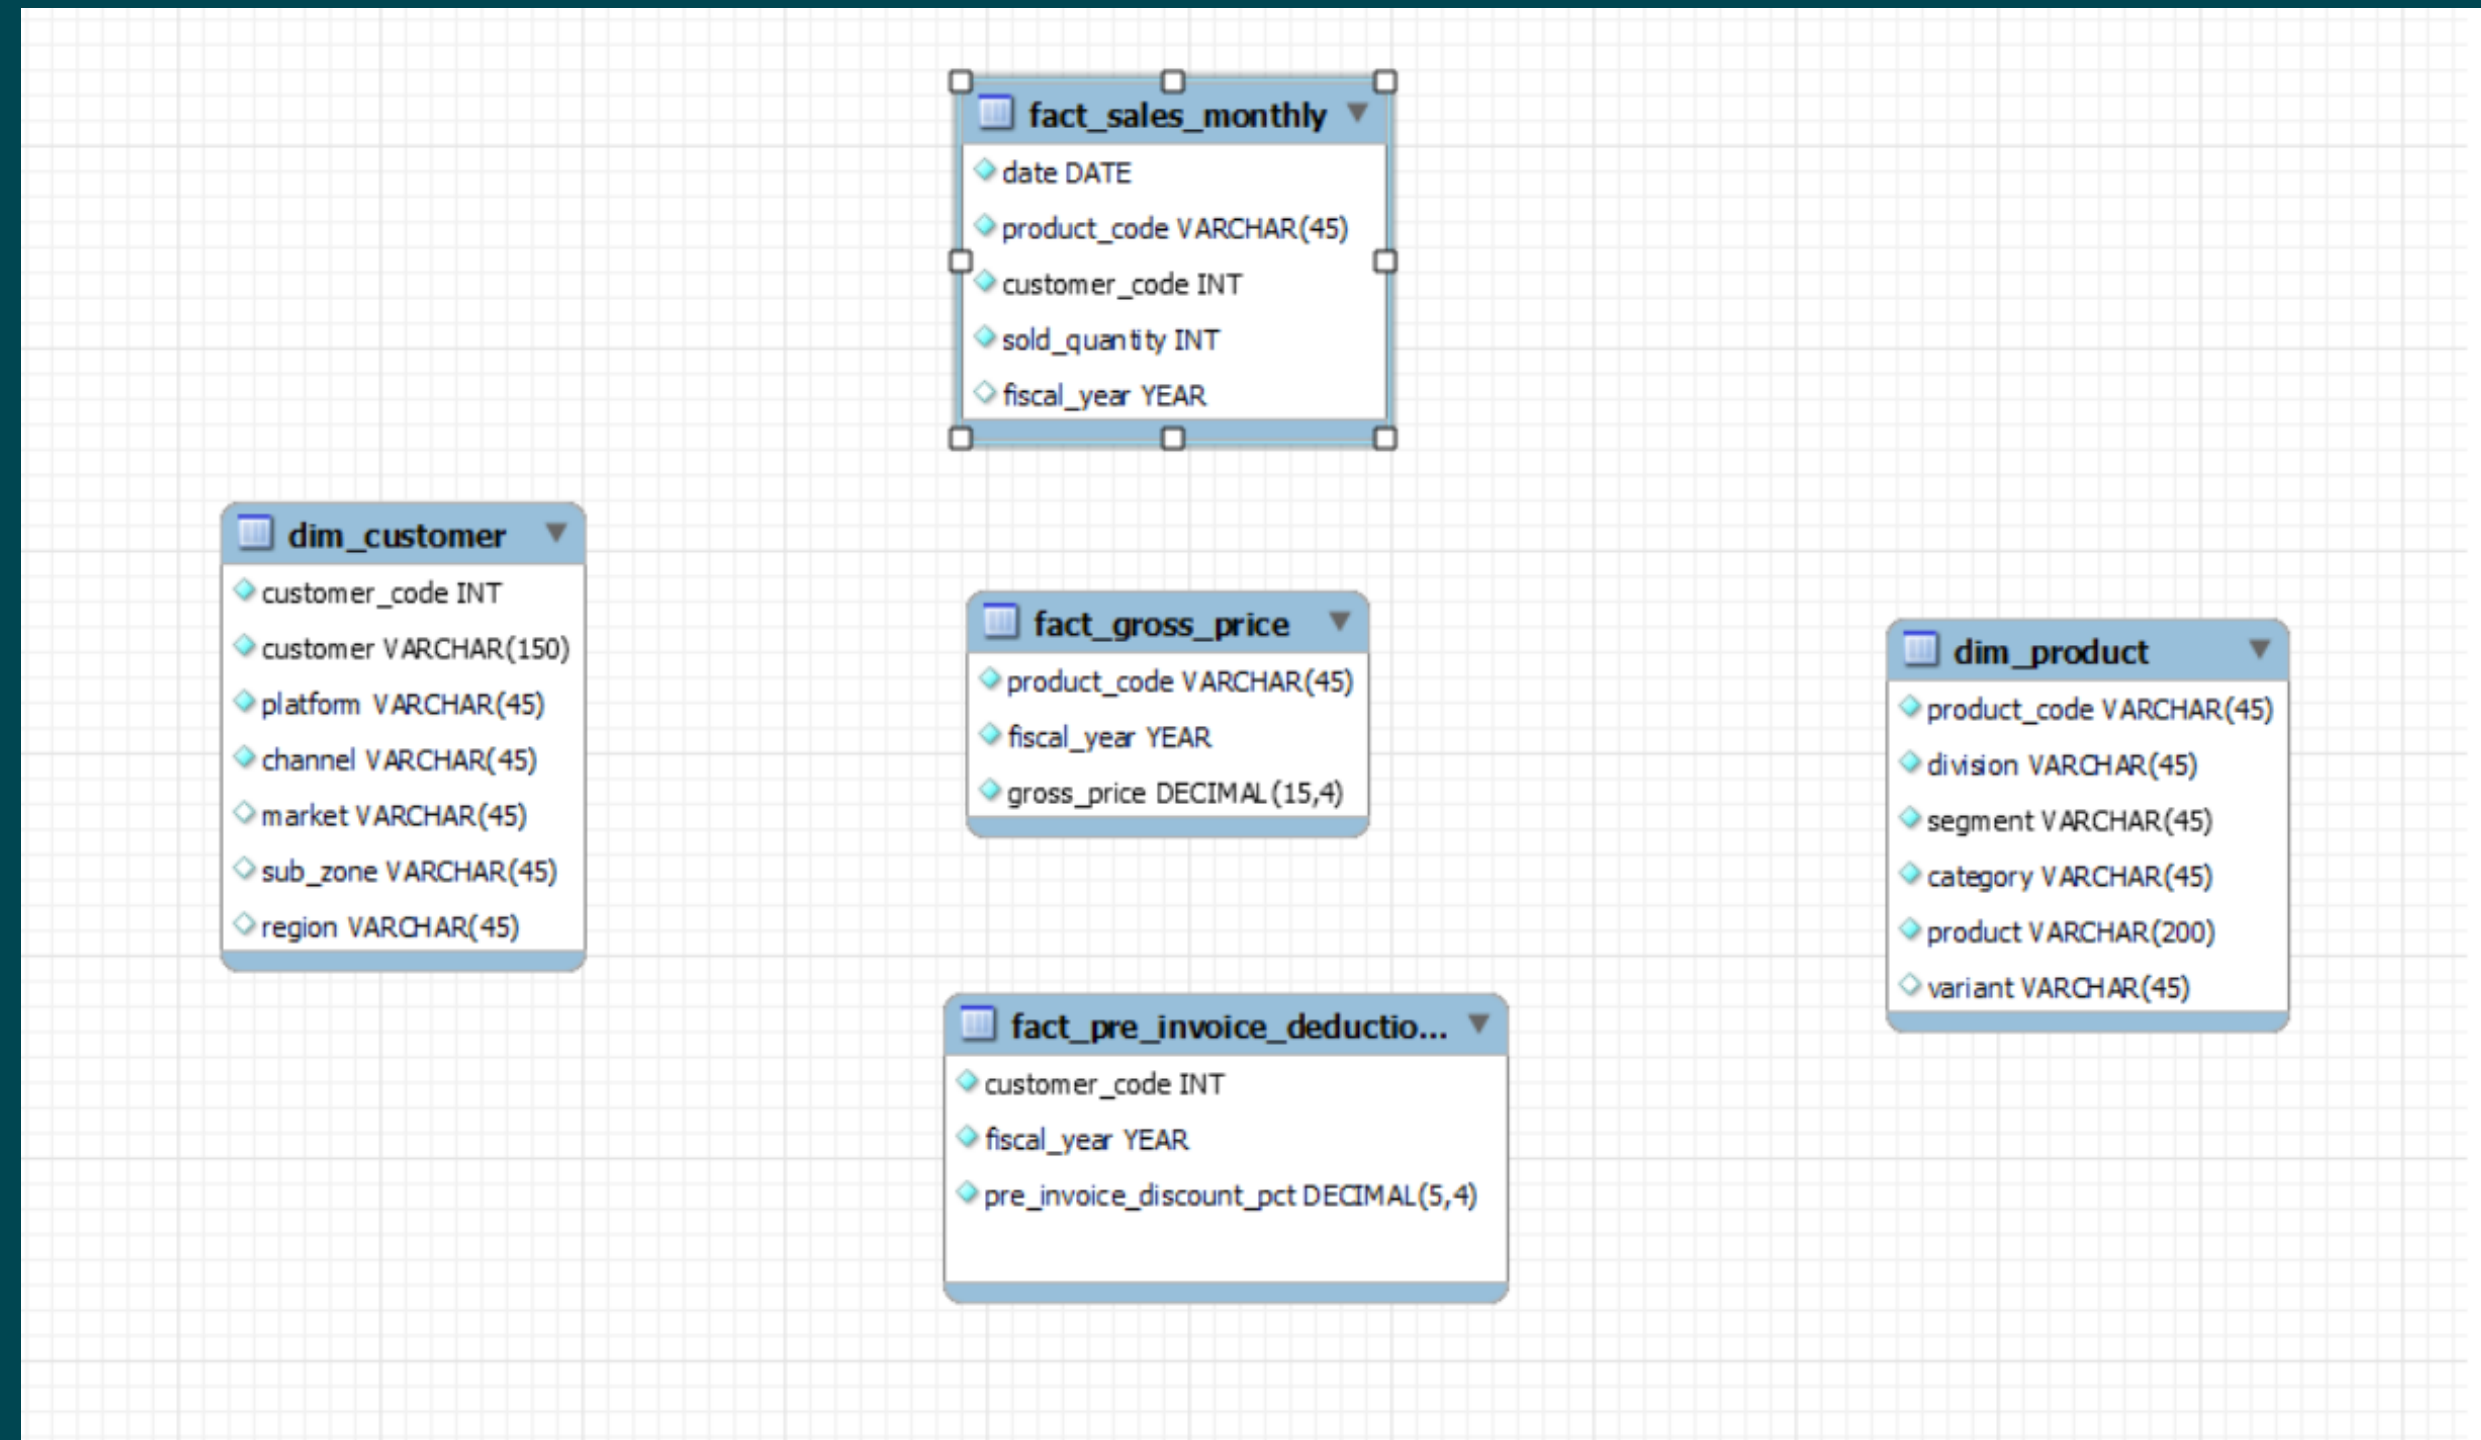 fact_sales_monthly
date DATE
product_code VARCHAR(45)
customer_code INT
sold_quantity INT
fiscal_year YEAR
dim_customer
customer_code INT
customer VARCHAR(150)
platform VARCHAR(45)
channel VARCHAR(45)
market VARCHAR(45)
sub_zone VARCHAR(45)
region VARCHAR(45)
fact_gross_price
product_code VARCHAR(45)
fiscal_year YEAR
gross_price DECIMAL(15,4)
dim_product
product_code VARCHAR(45)
division VARCHAR(45)
segment VARCHAR(45)
category VARCHAR(45)
product VARCHAR(200)
variant VARCHAR(45)
fact_pre_invoice_deductio...
customer_code INT
fiscal_year YEAR
pre_invoice_discount_pct DECIMAL(5,4)